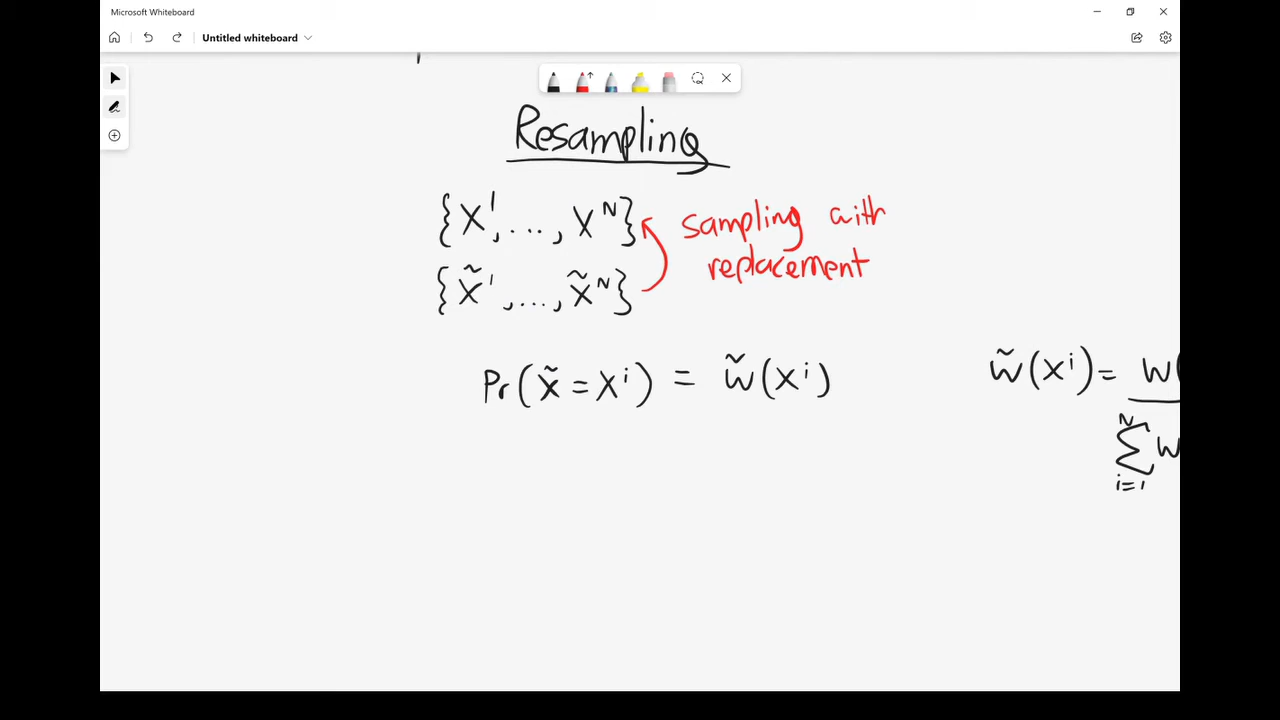 Microsoft Whiteboard
Untitled whiteboard
Resampling
{X¹, ..., Xᴺ} sampling with
replacement
{X̃¹, ..., X̃ᴺ}
Pr(x̃ = Xⁱ) = w̃(Xⁱ)
w̃(Xⁱ) = w(
N
∑ w
i=1